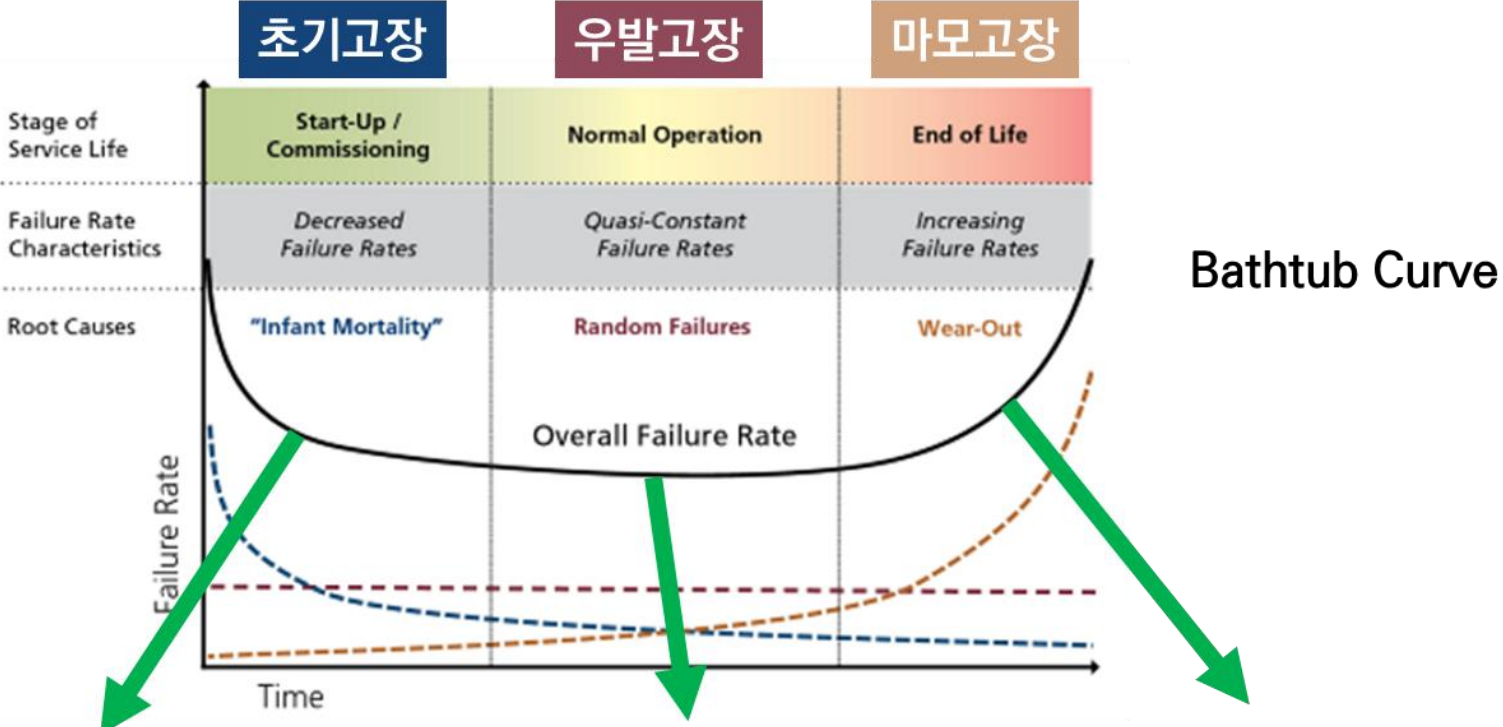 초기고장
우발고장
마모고장
Stage of
Service Life
Start-Up /
Commissioning
Normal Operation
End of Life
Failure Rate
Characteristics
Decreased
Failure Rates
Quasi-Constant
Failure Rates
Increasing
Failure Rates
Bathtub Curve
Root Causes
"Infant Mortality"
Random Failures
Wear-Out
Overall Failure Rate
Failure Rate
Time